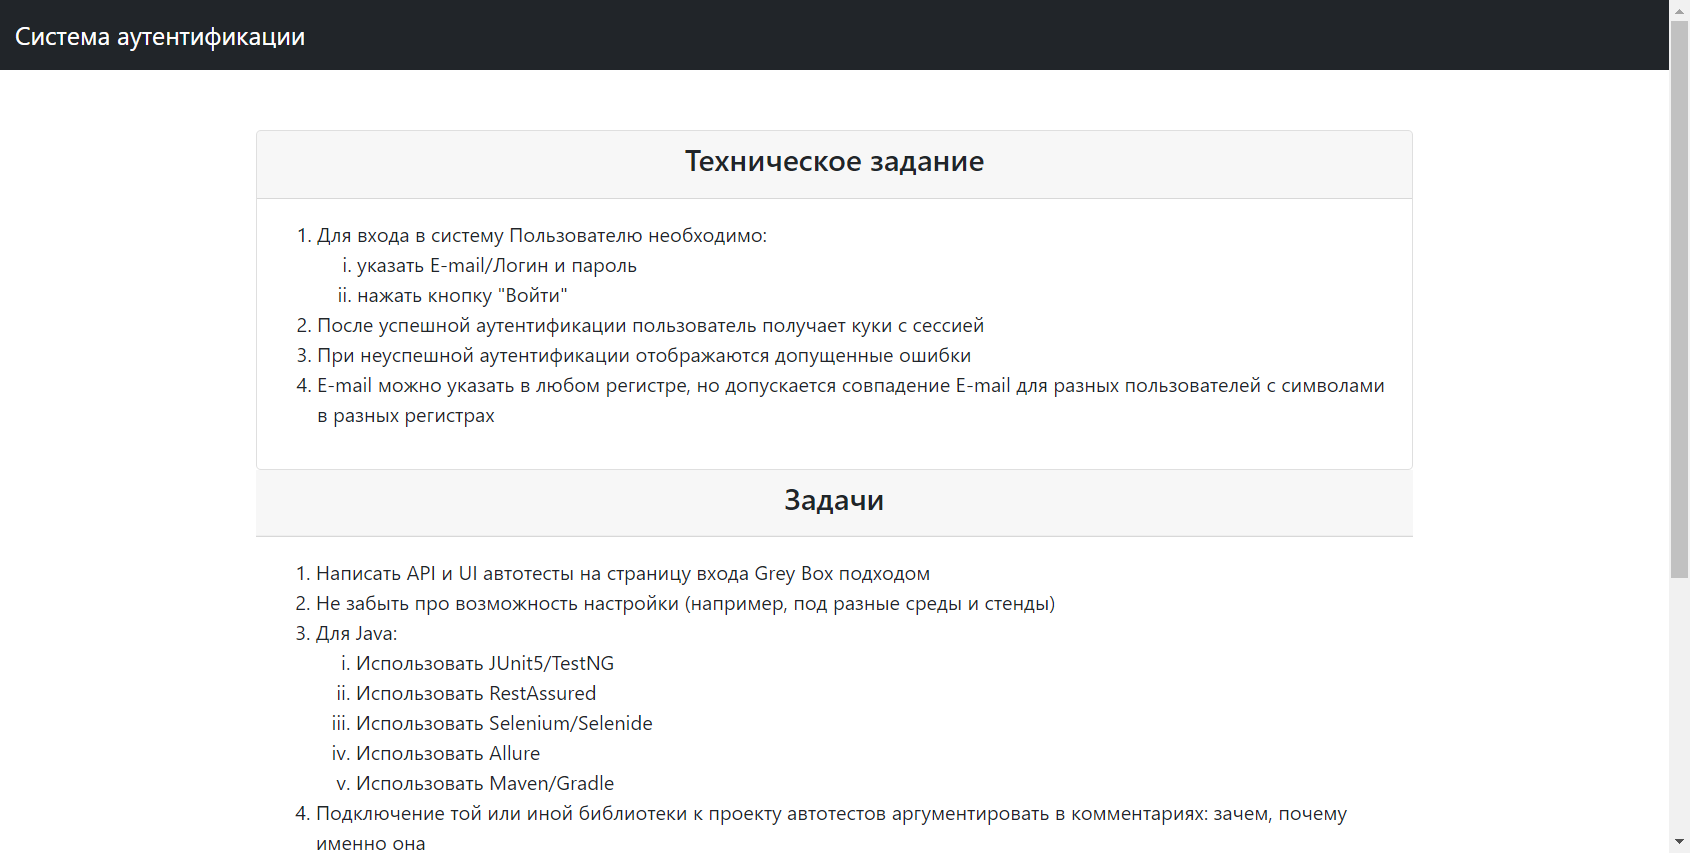 Система аутентификации
Техническое задание
1. Для входа в систему Пользователю необходимо:
i. указать E-mail/Логин и пароль
ii. нажать кнопку "Войти"
2. После успешной аутентификации пользователь получает куки с сессией
3. При неуспешной аутентификации отображаются допущенные ошибки
4. E-mail можно указать в любом регистре, но допускается совпадение E-mail для разных пользователей с символами
в разных регистрах
Задачи
1. Написать API и UI автотесты на страницу входа Grey Box подходом
2. Не забыть про возможность настройки (например, под разные среды и стенды)
3. Для Java:
i. Использовать JUnit5/TestNG
ii. Использовать RestAssured
iii. Использовать Selenium/Selenide
iv. Использовать Allure
v. Использовать Maven/Gradle
4. Подключение той или иной библиотеки к проекту автотестов аргументировать в комментариях: зачем, почему
именно она